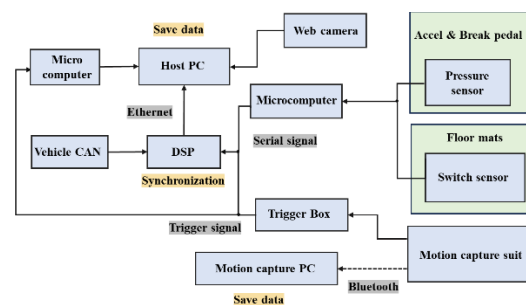 Save data
Web camera
Accel & Break pedal
Micro
computer
Host PC
Pressure
sensor
Microcomputer
Ethernet
Floor mats
Vehicle CAN
DSP
Serial signal
Switch sensor
Synchronization
Trigger Box
Trigger signal
Motion capture suit
Motion capture PC
Bluetooth
Save data